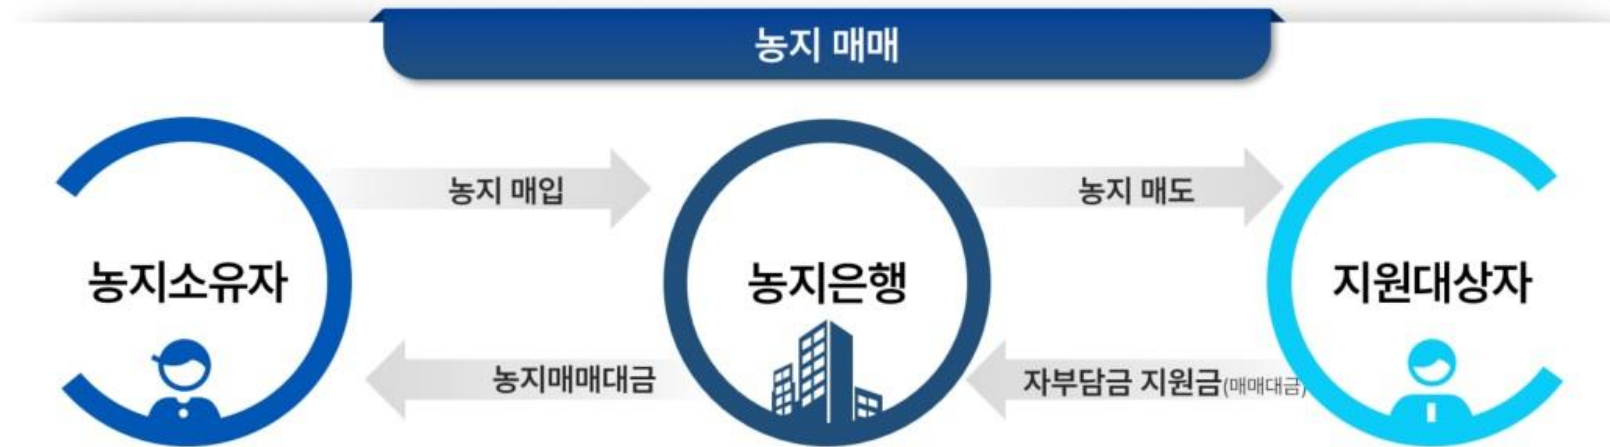 농지 매매
농지 매입
농지 매도
농지소유자
농지은행
지원대상자
농지매매대금
자부담금 지원금(매매대금)